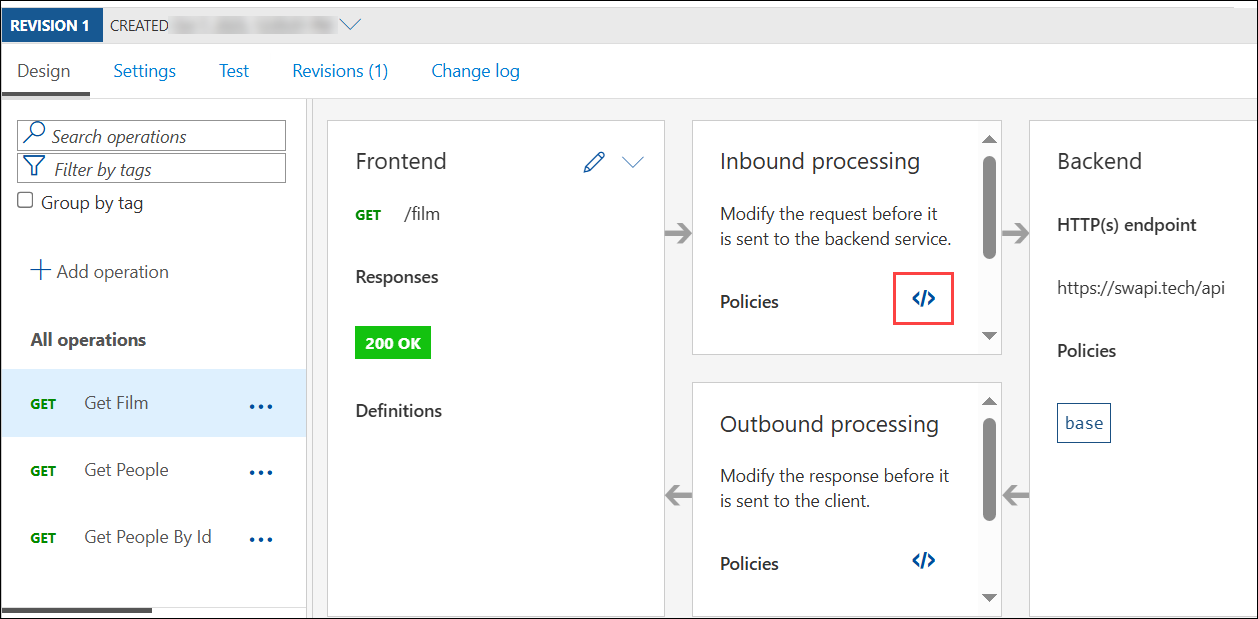 REVISION 1 CREATED
Design Settings Test Revisions (1) Change log
Search operations
Filter by tags
Group by tag
Add operation
All operations
GET Get Film
GET Get People
GET Get People By Id
Frontend
GET /film
Responses
200 OK
Definitions
Inbound processing
Modify the request before it
is sent to the backend service.
Policies </>
Outbound processing
Modify the response before it
is sent to the client.
Policies </>
Backend
HTTP(s) endpoint
https://swapi.tech/api
Policies
base